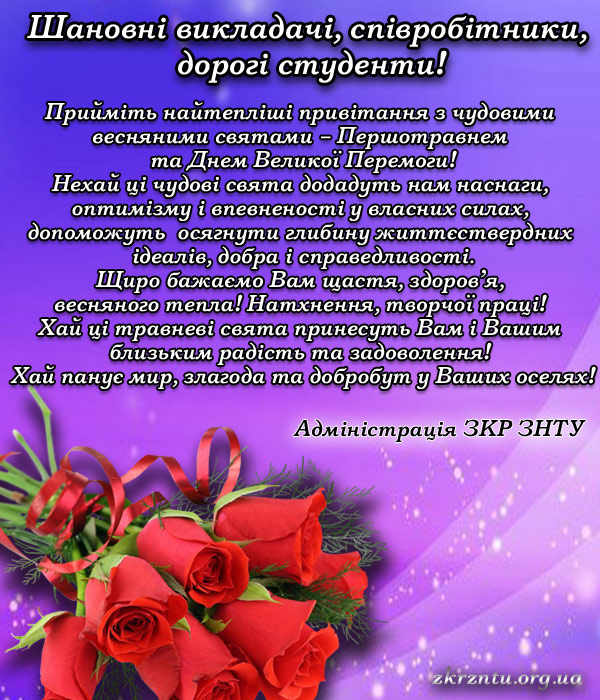 Шановні викладачі, співробітники,
дорогі студенти!
Прийміть найтепліші привітання з чудовими
весняними святами – Першотравнем
та Днем Великої Перемоги!
Нехай ці чудові свята додадуть нам наснаги,
оптимізму і впевненості у власних силах,
допоможуть осягнути глибину життєствердних
ідеалів, добра і справедливості.
Щиро бажаємо Вам щастя, здоров’я,
весняного тепла! Натхнення, творчої праці!
Хай ці травневі свята принесуть Вам і Вашим
близьким радість та задоволення!
Хай панує мир, злагода та добробут у Ваших оселях!
Адміністрація ЗКР ЗНТУ
zkrzntu.org.ua